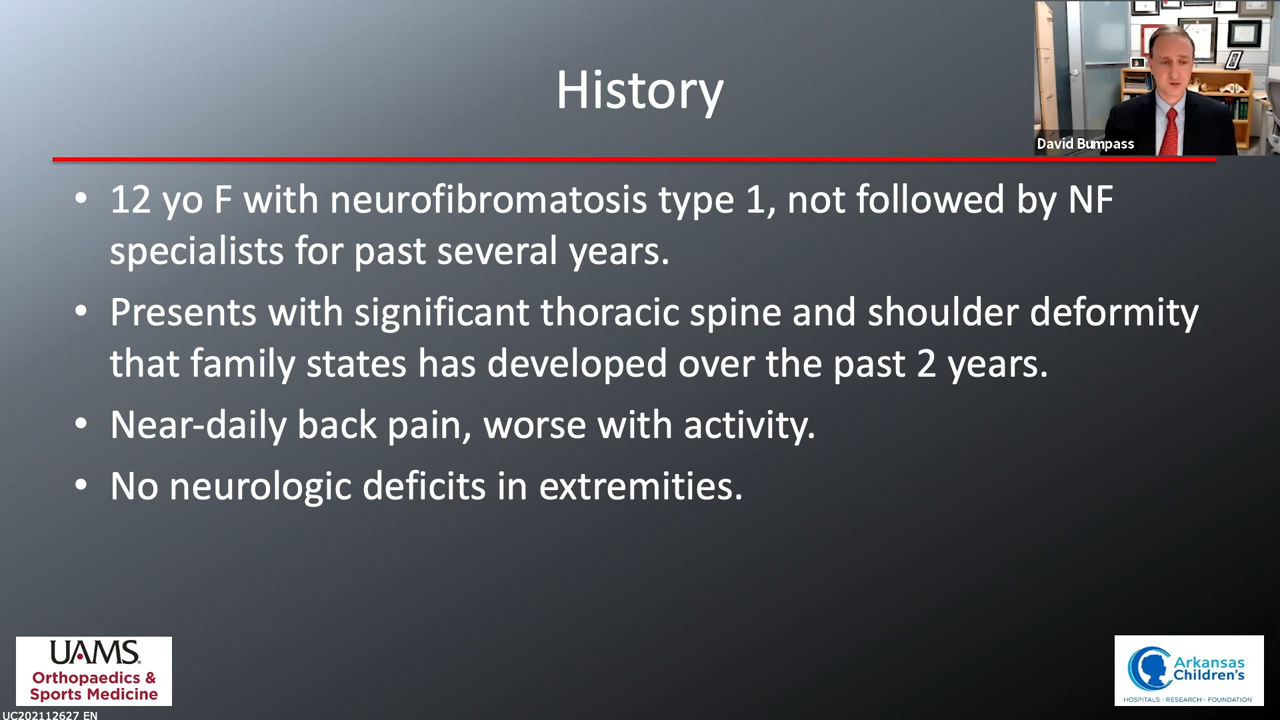 History
David Bumpass
• 12 yo F with neurofibromatosis type 1, not followed by NF
specialists for past several years.
• Presents with significant thoracic spine and shoulder deformity
that family states has developed over the past 2 years.
• Near-daily back pain, worse with activity.
• No neurologic deficits in extremities.
UAMS®
Orthopaedics &
Sports Medicine
UC202112627 EN
Arkansas
Children's
HOSPITALS • RESEARCH • FOUNDATION